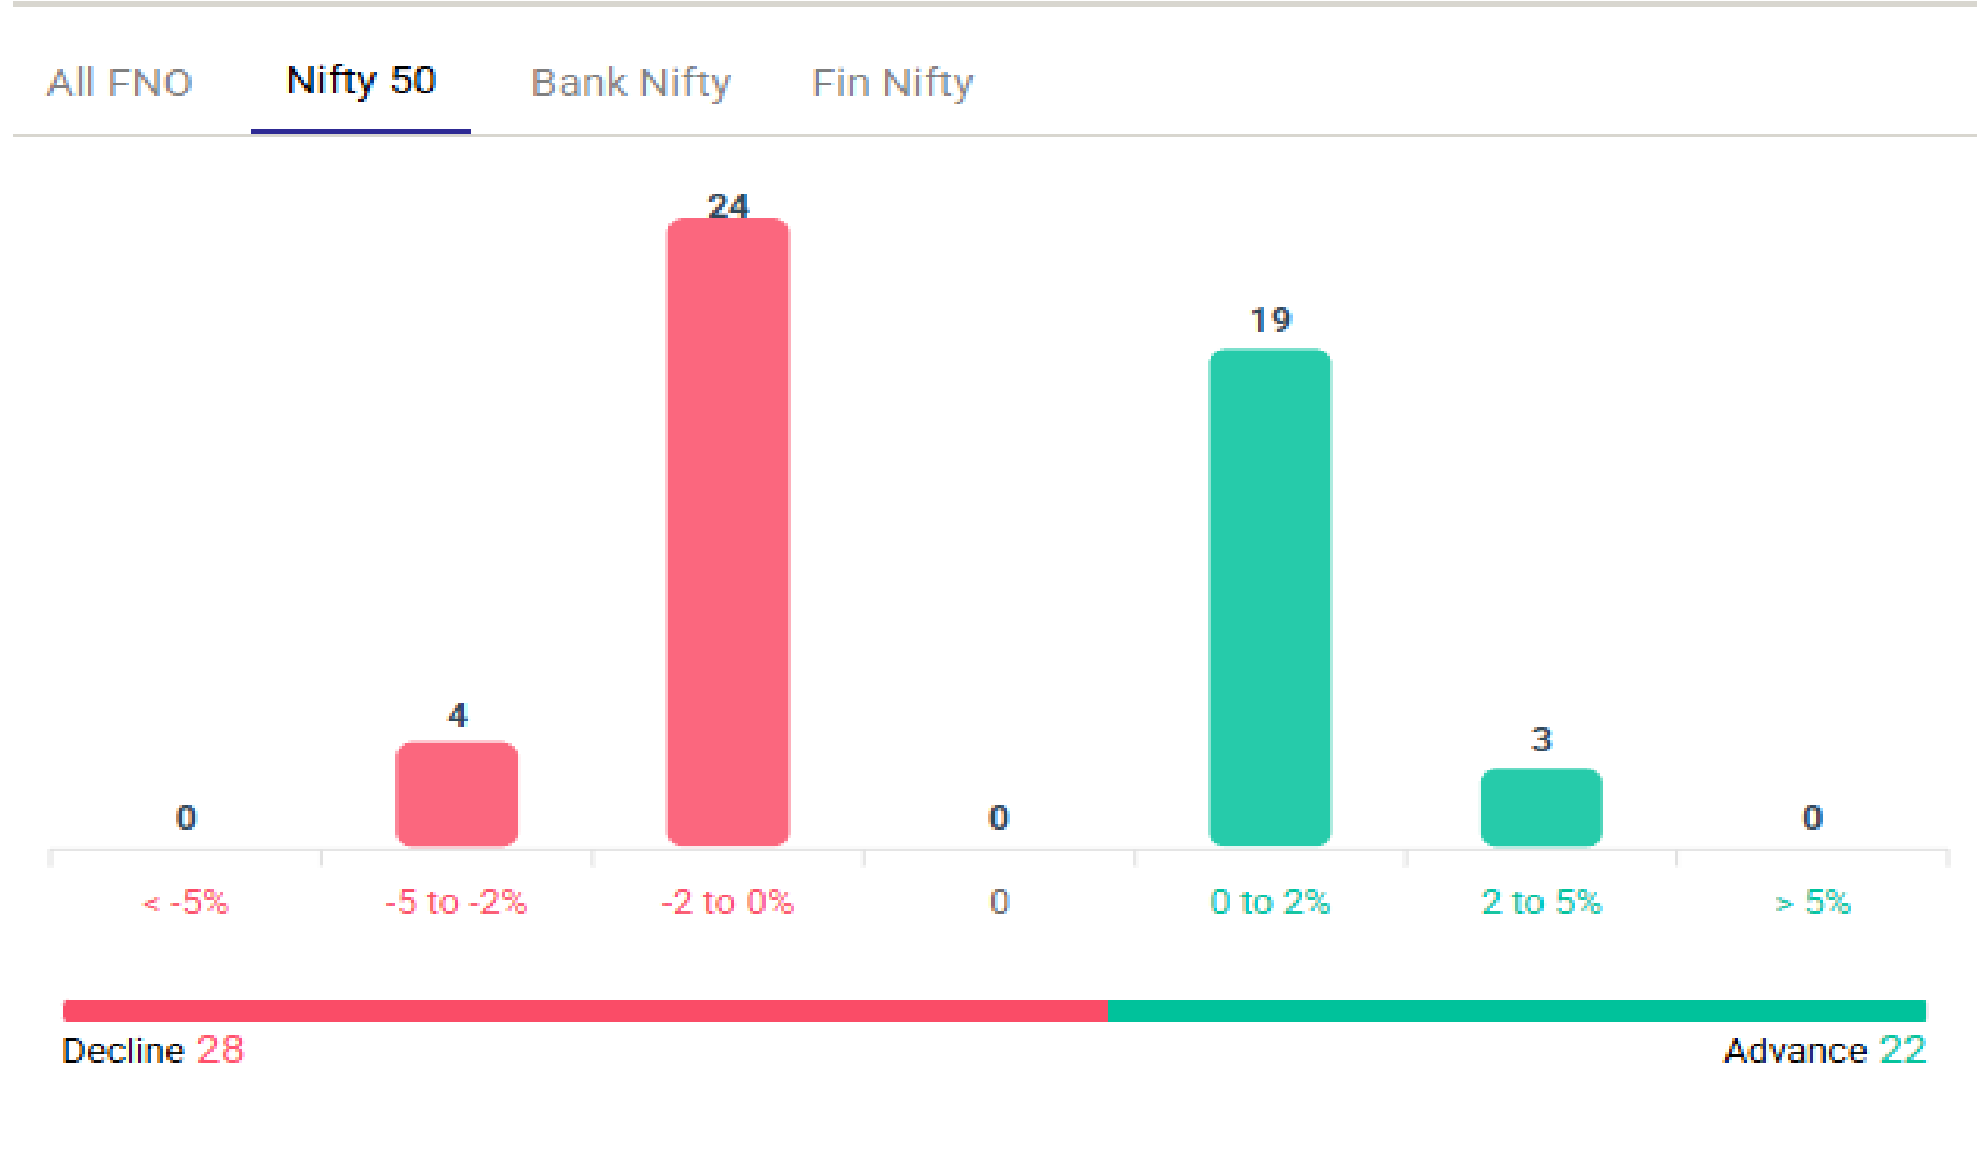 All FNO Nifty 50 Bank Nifty Fin Nifty
24
19
4
3
0 0 0
< -5% -5 to -2% -2 to 0% 0 0 to 2% 2 to 5% > 5%
Decline 28 Advance 22